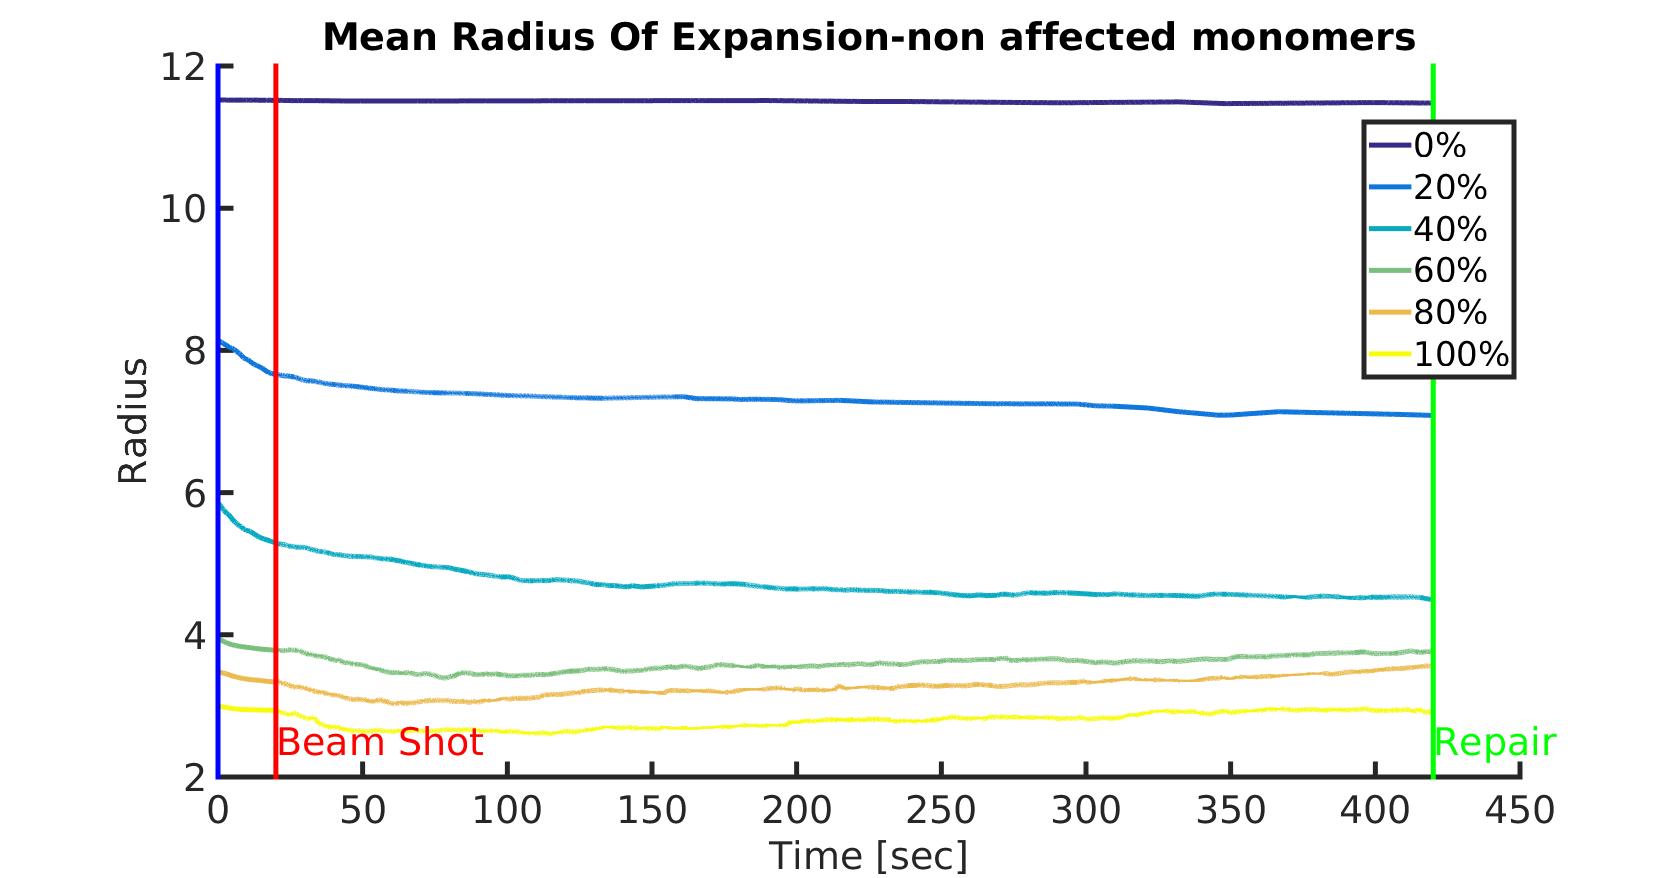 Mean Radius Of Expansion-non affected monomers
12
10
8
6
4
2
Radius
0%
20%
40%
60%
80%
100%
Beam Shot
Repair
0 50 100 150 200 250 300 350 400 450
Time [sec]